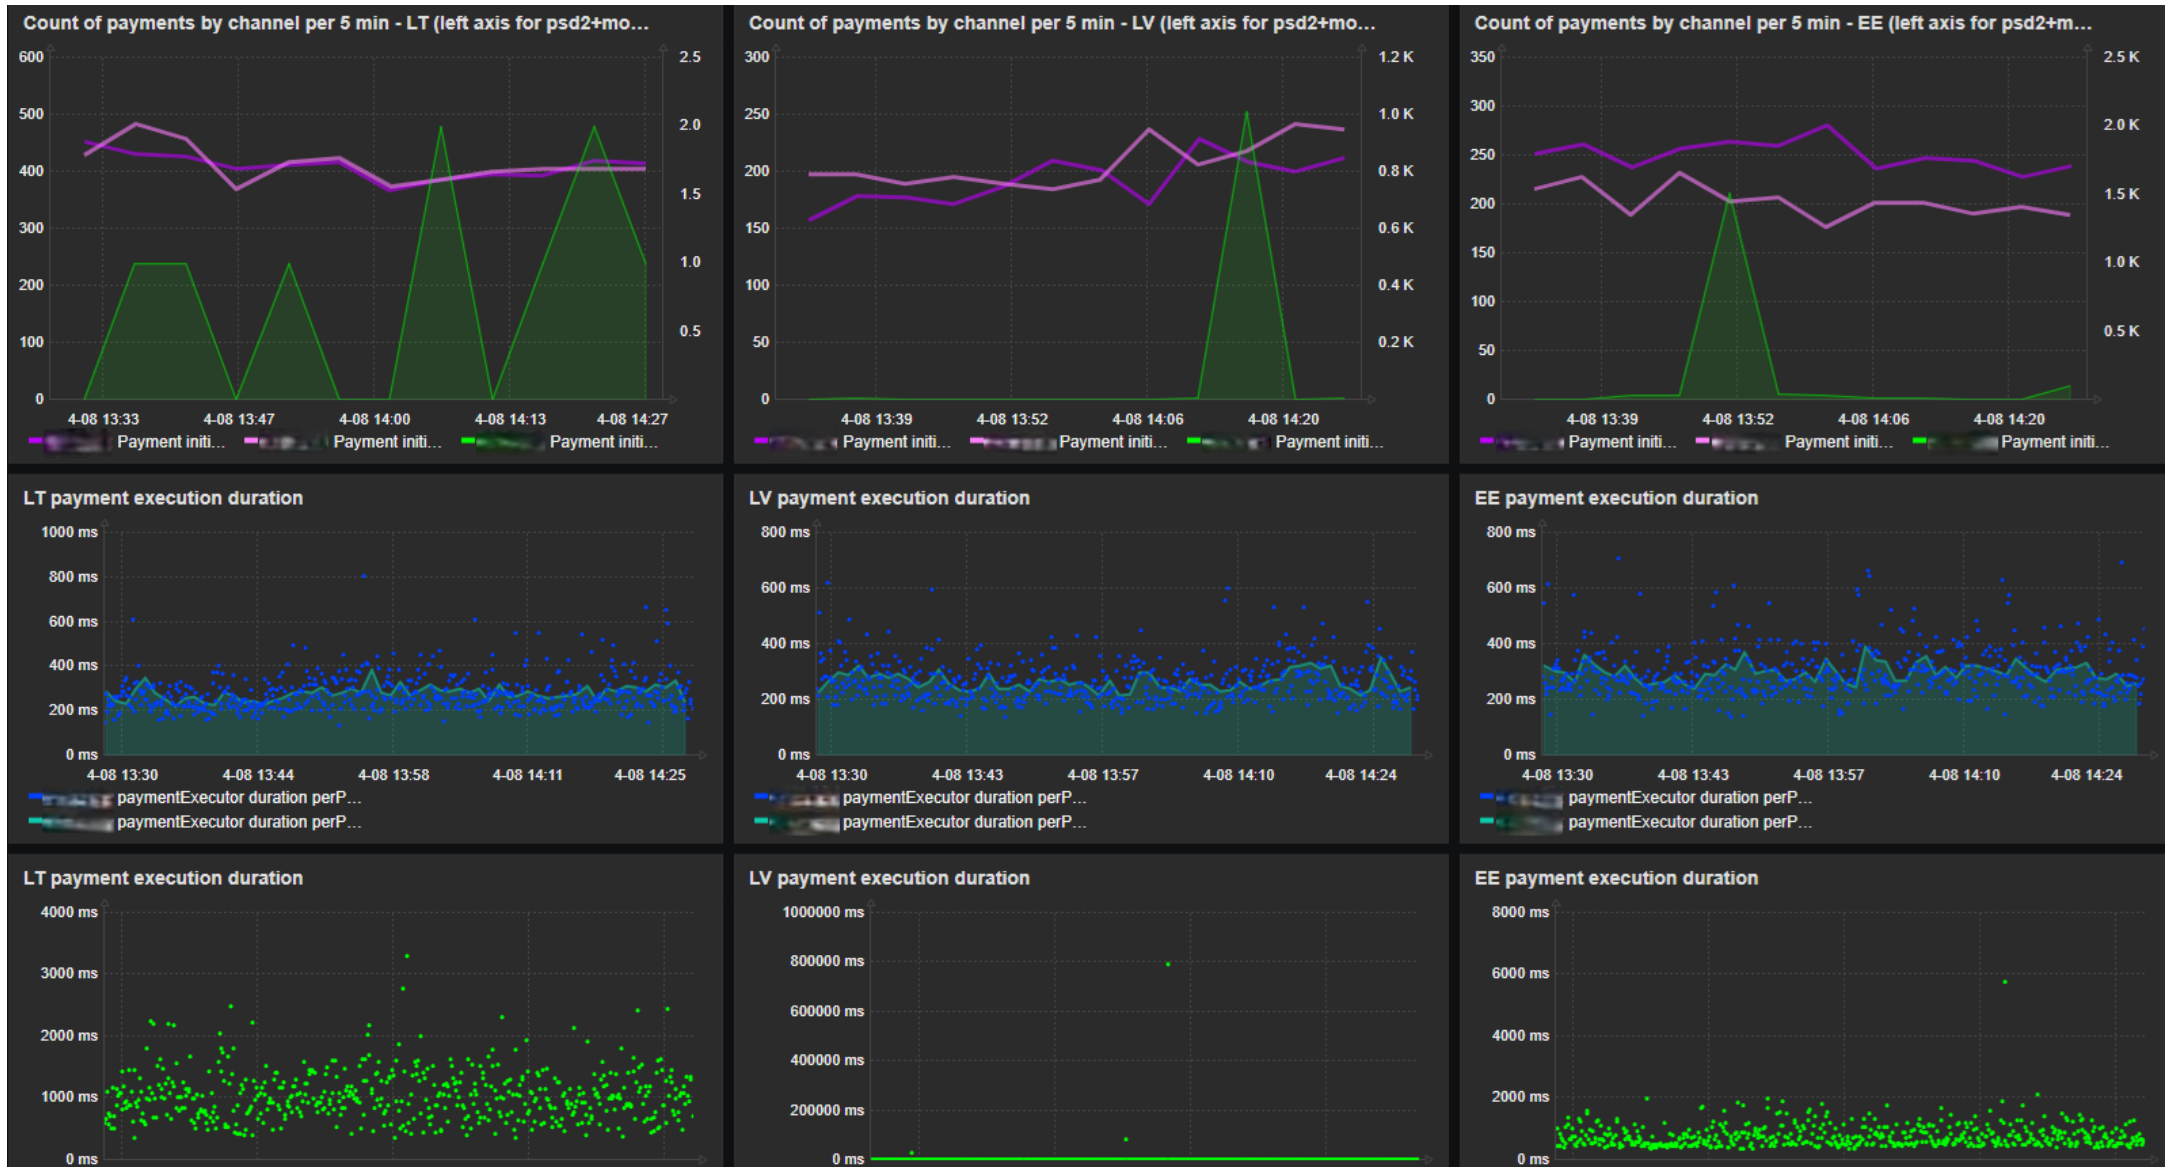 Count of payments by channel per 5 min - LT (left axis for psd2+mo...
600
500
400
300
200
100
0
2.5
2.0
1.5
1.0
0.5
4-08 13:33 4-08 13:47 4-08 14:00 4-08 14:13 4-08 14:27
Payment initi... Payment initi... Payment initi...
Count of payments by channel per 5 min - LV (left axis for psd2+mo...
300
250
200
150
100
50
0
1.2 K
1.0 K
0.8 K
0.6 K
0.4 K
0.2 K
4-08 13:39 4-08 13:52 4-08 14:06 4-08 14:20
Payment initi... Payment initi... Payment initi...
Count of payments by channel per 5 min - EE (left axis for psd2+m...
350
300
250
200
150
100
50
0
2.5 K
2.0 K
1.5 K
1.0 K
0.5 K
4-08 13:39 4-08 13:52 4-08 14:06 4-08 14:20
Payment initi... Payment initi... Payment initi...
LT payment execution duration
1000 ms
800 ms
600 ms
400 ms
200 ms
0 ms
4-08 13:30 4-08 13:44 4-08 13:58 4-08 14:11 4-08 14:25
paymentExecutor duration perP...
paymentExecutor duration perP...
LV payment execution duration
800 ms
600 ms
400 ms
200 ms
0 ms
4-08 13:30 4-08 13:43 4-08 13:57 4-08 14:10 4-08 14:24
paymentExecutor duration perP...
paymentExecutor duration perP...
EE payment execution duration
800 ms
600 ms
400 ms
200 ms
0 ms
4-08 13:30 4-08 13:43 4-08 13:57 4-08 14:10 4-08 14:24
paymentExecutor duration perP...
paymentExecutor duration perP...
LT payment execution duration
4000 ms
3000 ms
2000 ms
1000 ms
0 ms
LV payment execution duration
1000000 ms
800000 ms
600000 ms
400000 ms
200000 ms
0 ms
EE payment execution duration
8000 ms
6000 ms
4000 ms
2000 ms
0 ms